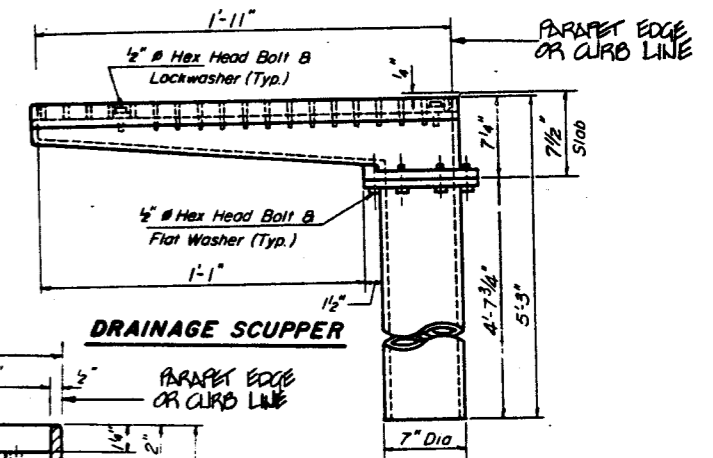 1'-11"
PARAPET EDGE
OR CURB LINE
½" ø Hex Head Bolt &
Lockwasher (Typ.)
¼"
7¼"
7½"
Slab
½" ø Hex Head Bolt &
Flat Washer (Typ.)
1'-1"
1½"
4'-7¾"
5'-3"
DRAINAGE SCUPPER
½"
PARAPET EDGE
OR CURB LINE
2"
7" Dia